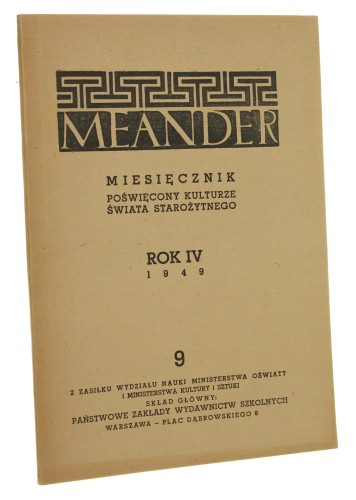 MEANDER
MIESIĘCZNIK
POŚWIĘCONY KULTURZE
ŚWIATA STAROŻYTNEGO
ROK IV
1949
9
Z ZASIŁKU WYDZIAŁU NAUKI MINISTERSTWA OŚWIATY
I MINISTERSTWA KULTURY I SZTUKI
SKŁAD GŁÓWNY:
PAŃSTWOWE ZAKŁADY WYDAWNICTW SZKOLNYCH
WARSZAWA – PLAC DĄBROWSKIEGO 8